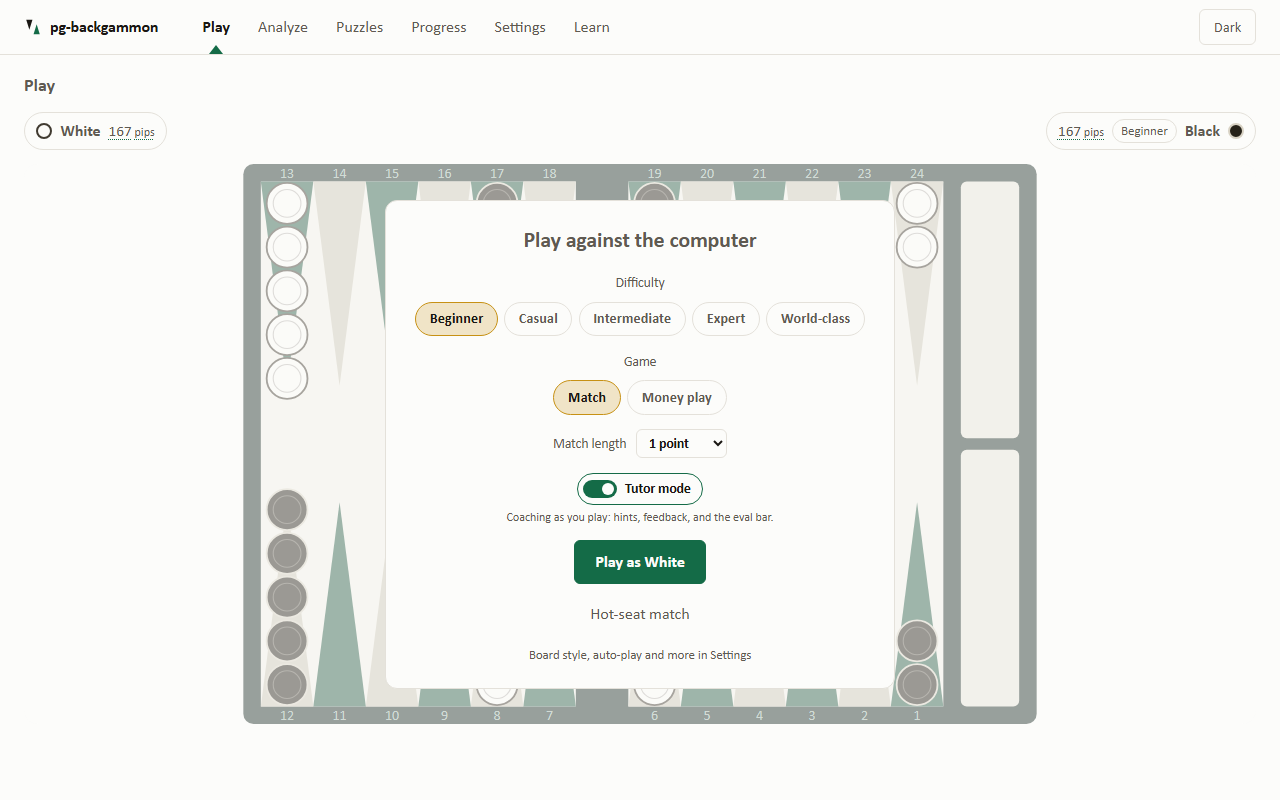 pg-backgammon Play Analyze Puzzles Progress Settings Learn Dark
Play
White 167 pips
167 pips Beginner Black
13 14 15 16 17 18 19 20 21 22 23 24
Play against the computer
Difficulty
Beginner Casual Intermediate Expert World-class
Game
Match Money play
Match length 1 point
Tutor mode
Coaching as you play: hints, feedback, and the eval bar.
Play as White
Hot-seat match
Board style, auto-play and more in Settings
12 11 10 9 8 7 6 5 4 3 2 1